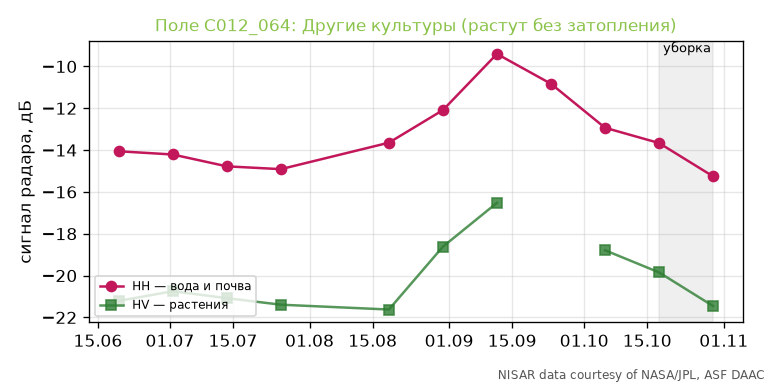 Поле C012_064: Другие культуры (растут без затопления)
уборка
сигнал радара, дБ
−10
−12
−14
−16
−18
−20
−22
HH — вода и почва
HV — растения
15.06 01.07 15.07 01.08 15.08 01.09 15.09 01.10 15.10 01.11
NISAR data courtesy of NASA/JPL, ASF DAAC